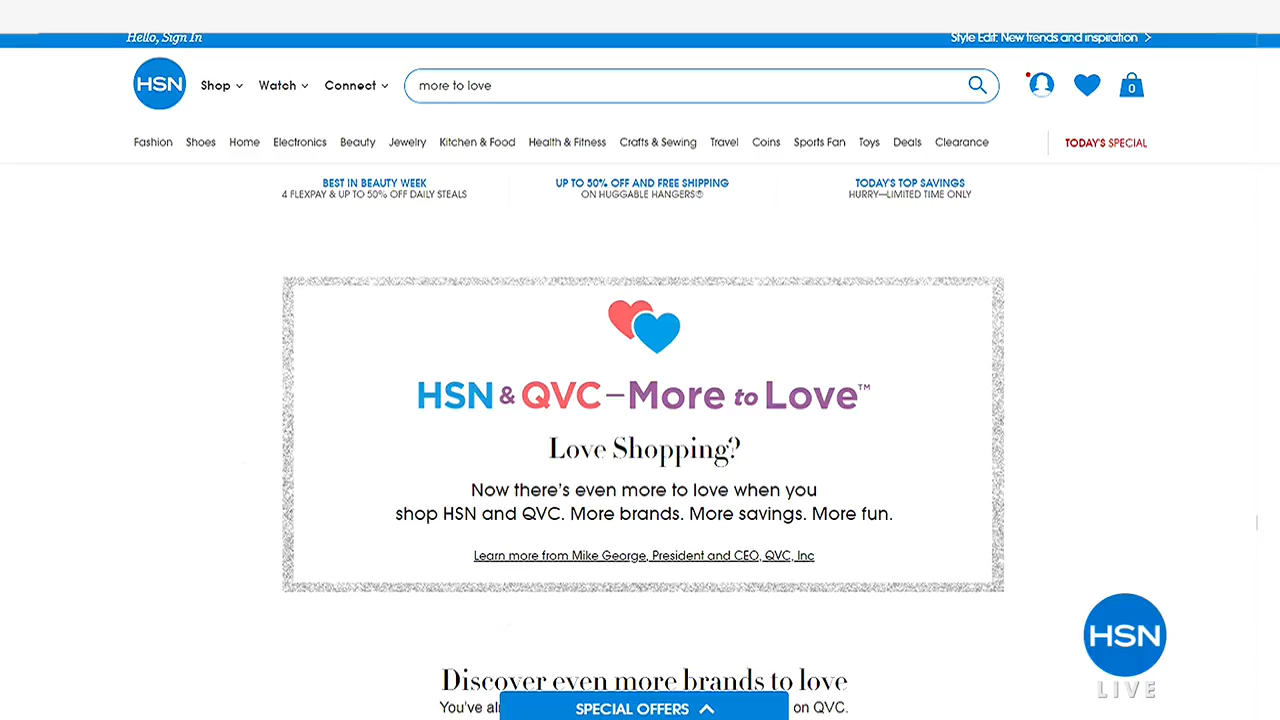 Hello, Sign In
Style Edit: New trends and inspiration
HSN
Shop
Watch
Connect
more to love
0
Fashion Shoes Home Electronics Beauty Jewelry Kitchen & Food Health & Fitness Crafts & Sewing Travel Coins Sports Fan Toys Deals Clearance
TODAY'S SPECIAL
BEST IN BEAUTY WEEK
4 FLEXPAY & UP TO 50% OFF DAILY STEALS
UP TO 50% OFF AND FREE SHIPPING
ON HUGGABLE HANGERS®
TODAY'S TOP SAVINGS
HURRY—LIMITED TIME ONLY
HSN & QVC – More to Love™
Love Shopping?
Now there's even more to love when you
shop HSN and QVC. More brands. More savings. More fun.
Learn more from Mike George, President and CEO, QVC, Inc
Discover even more brands to love
You've
on QVC.
SPECIAL OFFERS
HSN
LIVE